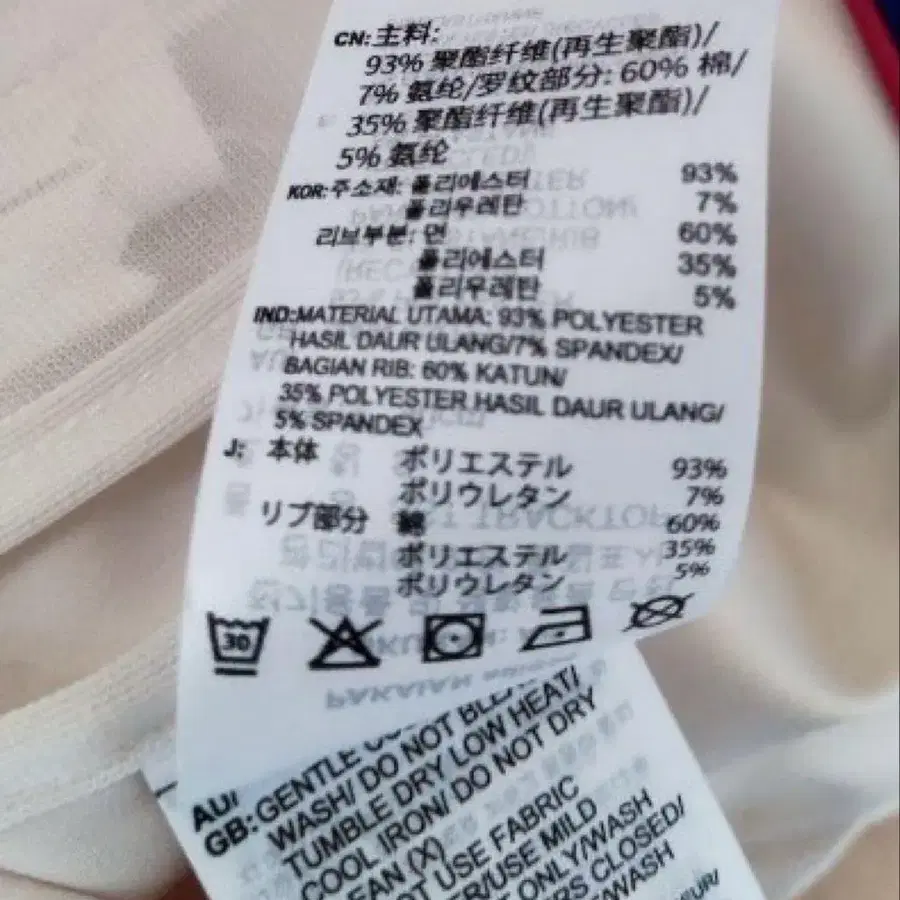 CN:主料:
93% 聚酯纤维(再生聚酯)/
7% 氨纶/罗纹部分: 60% 棉/
35% 聚酯纤维(再生聚酯)/
5% 氨纶
KOR:주소재: 폴리에스터 93%
폴리우레탄 7%
리브부분: 면 60%
폴리에스터 35%
폴리우레탄 5%
IND:MATERIAL UTAMA: 93% POLYESTER
HASIL DAUR ULANG/7% SPANDEX/
BAGIAN RIB: 60% KATUN/
35% POLYESTER HASIL DAUR ULANG/
5% SPANDEX
J: 本体 ポリエステル 93%
ポリウレタン 7%
リブ部分 綿 60%
ポリエステル 35%
ポリウレタン 5%
30
AU/
GB:GENTLE
WASH/ DO NOT
TUMBLE DRY LOW HEAT/
COOL IRON/ DO NOT DRY
(X)
USE FABRIC
USE MILD
ONLY/WASH
CLOSED/
WASH